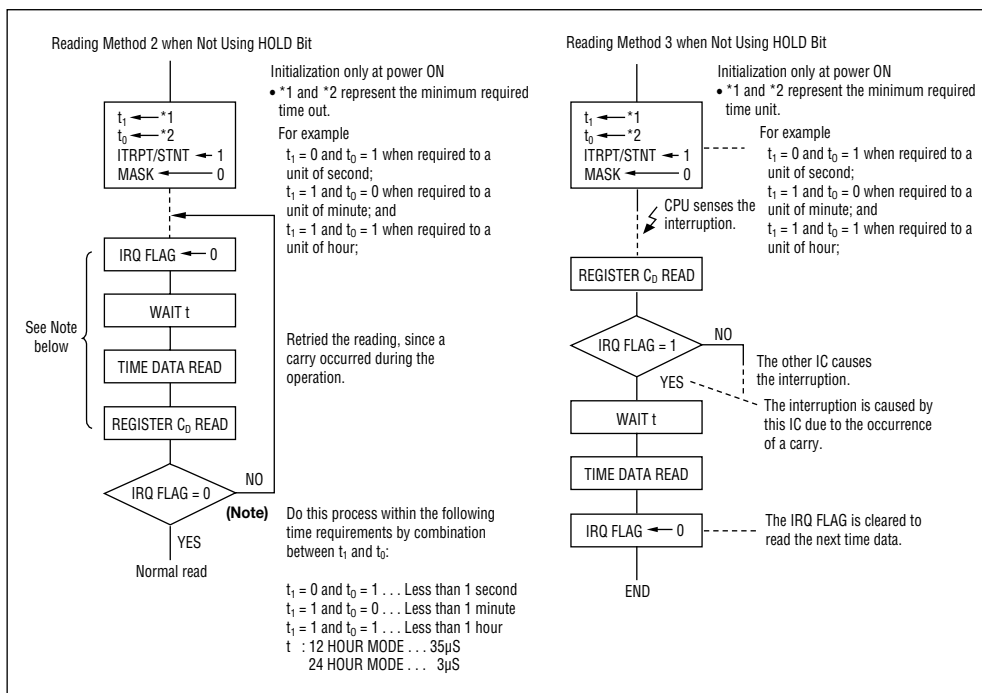 Reading Method 2 when Not Using HOLD Bit
Initialization only at power ON
• *1 and *2 represent the minimum required
time out.
t₁ ← *1
t₀ ← *2
ITRPT/STNT ← 1
MASK ← 0
For example
t₁ = 0 and t₀ = 1 when required to a
unit of second;
t₁ = 1 and t₀ = 0 when required to a
unit of minute; and
t₁ = 1 and t₀ = 1 when required to a
unit of hour;
IRQ FLAG ← 0
WAIT t
See Note
below
TIME DATA READ
Retried the reading, since a
carry occurred during the
operation.
REGISTER C_D READ
IRQ FLAG = 0
NO
(Note)
YES
Normal read
Do this process within the following
time requirements by combination
between t₁ and t₀:
t₁ = 0 and t₀ = 1 . . . Less than 1 second
t₁ = 1 and t₀ = 0 . . . Less than 1 minute
t₁ = 1 and t₀ = 1 . . . Less than 1 hour
t : 12 HOUR MODE . . . 35µS
24 HOUR MODE . . . 3µS
Reading Method 3 when Not Using HOLD Bit
Initialization only at power ON
• *1 and *2 represent the minimum required
time unit.
t₁ ← *1
t₀ ← *2
ITRPT/STNT ← 1
MASK ← 0
For example
t₁ = 0 and t₀ = 1 when required to a
unit of second;
t₁ = 1 and t₀ = 0 when required to a
unit of minute; and
t₁ = 1 and t₀ = 1 when required to a
unit of hour;
CPU senses the
interruption.
REGISTER C_D READ
IRQ FLAG = 1
NO
The other IC causes
the interruption.
YES
The interruption is caused by
this IC due to the occurrence
of a carry.
WAIT t
TIME DATA READ
IRQ FLAG ← 0
The IRQ FLAG is cleared to
read the next time data.
END